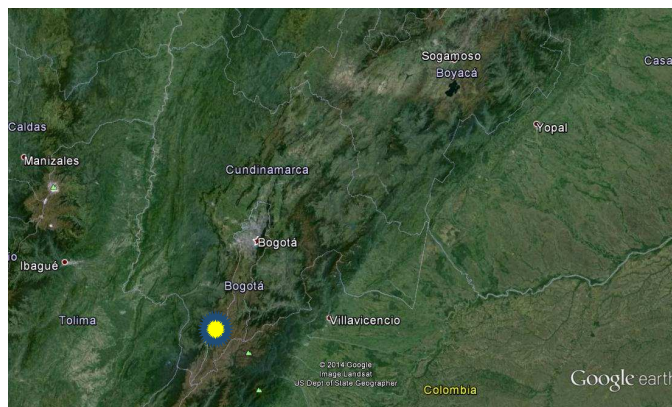 Sogamoso
Boyacá
Casa
Yopal
Caldas
Manizales
Cundinamarca
Bogotá
io
Ibagué
Bogotá
Tolima
Villavicencio
© 2014 Google
Image Landsat
US Dept of State Geographer
Colombia
Google earth